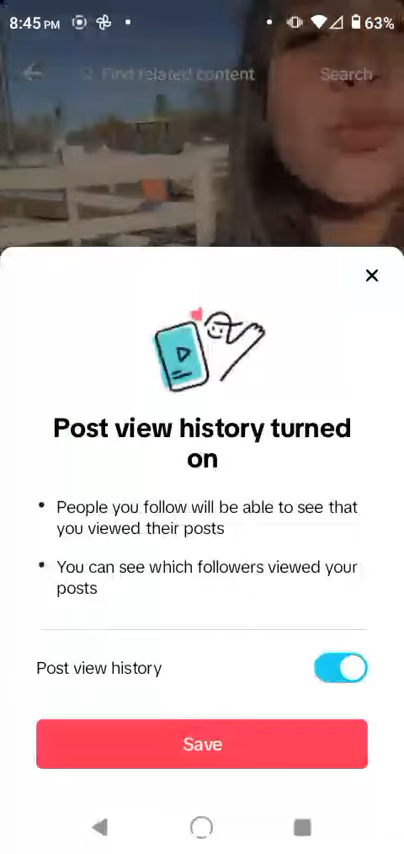 8:45 PM 63%
Find related content Search
Post view history turned
on
• People you follow will be able to see that
you viewed their posts
• You can see which followers viewed your
posts
Post view history
Save